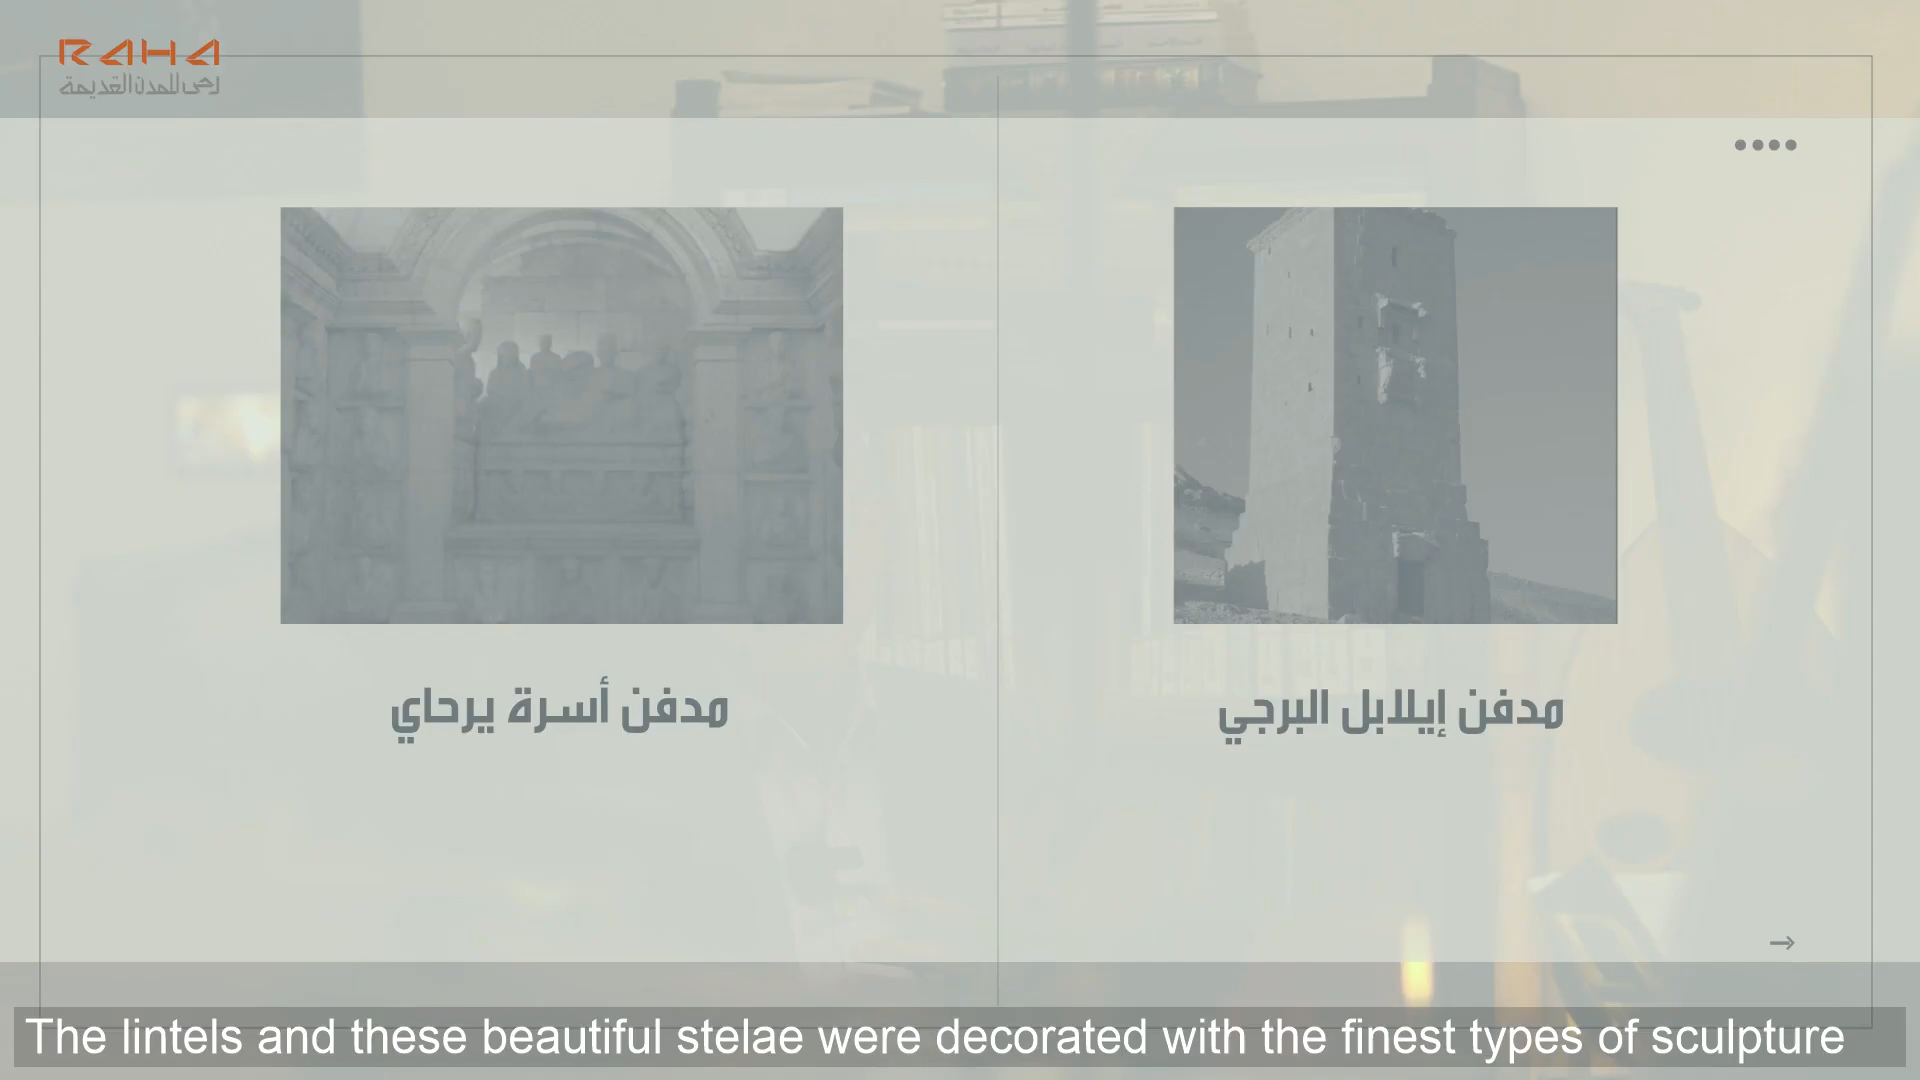 RAHA
رحى للمدن القديمة
مدفن إيلابل البرجي
مدفن أسرة يرحاي
The lintels and these beautiful stelae were decorated with the finest types of sculpture